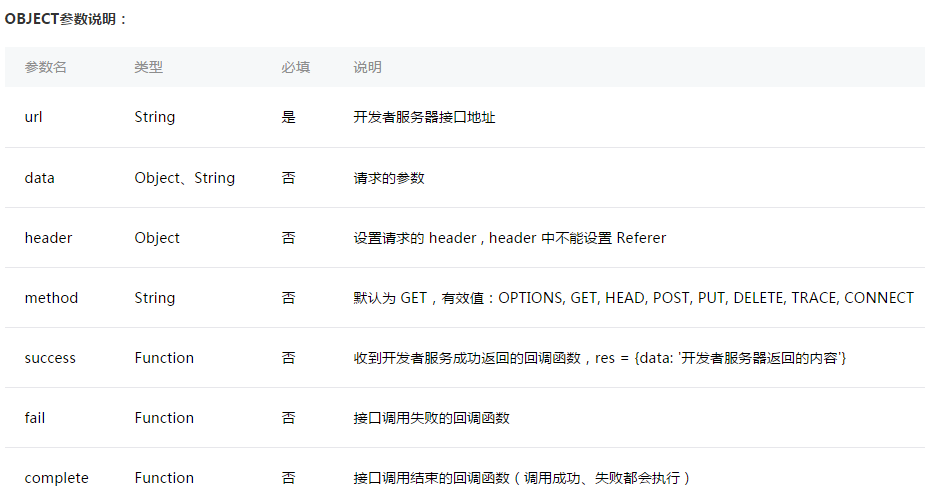 OBJECT参数说明：
参数名 类型 必填 说明
url String 是 开发者服务器接口地址
data Object、String 否 请求的参数
header Object 否 设置请求的 header , header 中不能设置 Referer
method String 否 默认为 GET，有效值：OPTIONS, GET, HEAD, POST, PUT, DELETE, TRACE, CONNECT
success Function 否 收到开发者服务成功返回的回调函数，res = {data: '开发者服务器返回的内容'}
fail Function 否 接口调用失败的回调函数
complete Function 否 接口调用结束的回调函数（调用成功、失败都会执行）